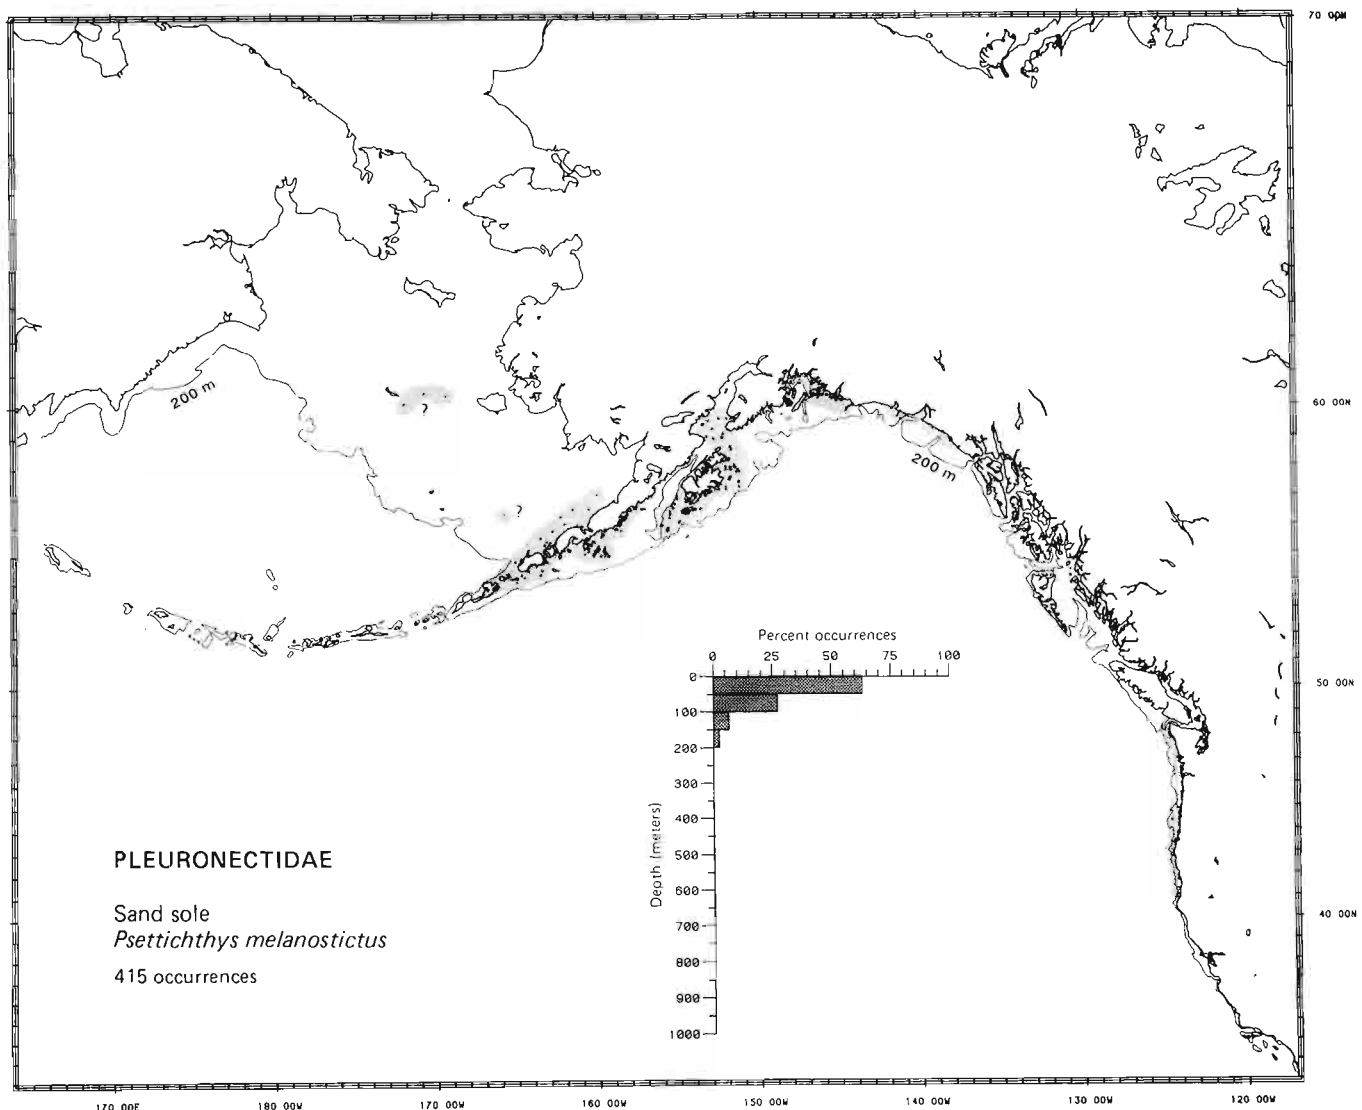 70 00N
200 m
?
60 00N
200 m
?
Percent occurrences
0 25 50 75 100
50 00N
0
100
200
300
400
500
600
700
800
900
1000
Depth (meters)
PLEURONECTIDAE
Sand sole
Psettichthys melanostictus
415 occurrences
40 00N
170 00E 180 00W 170 00W 160 00W 150 00W 140 00W 130 00W 120 00W